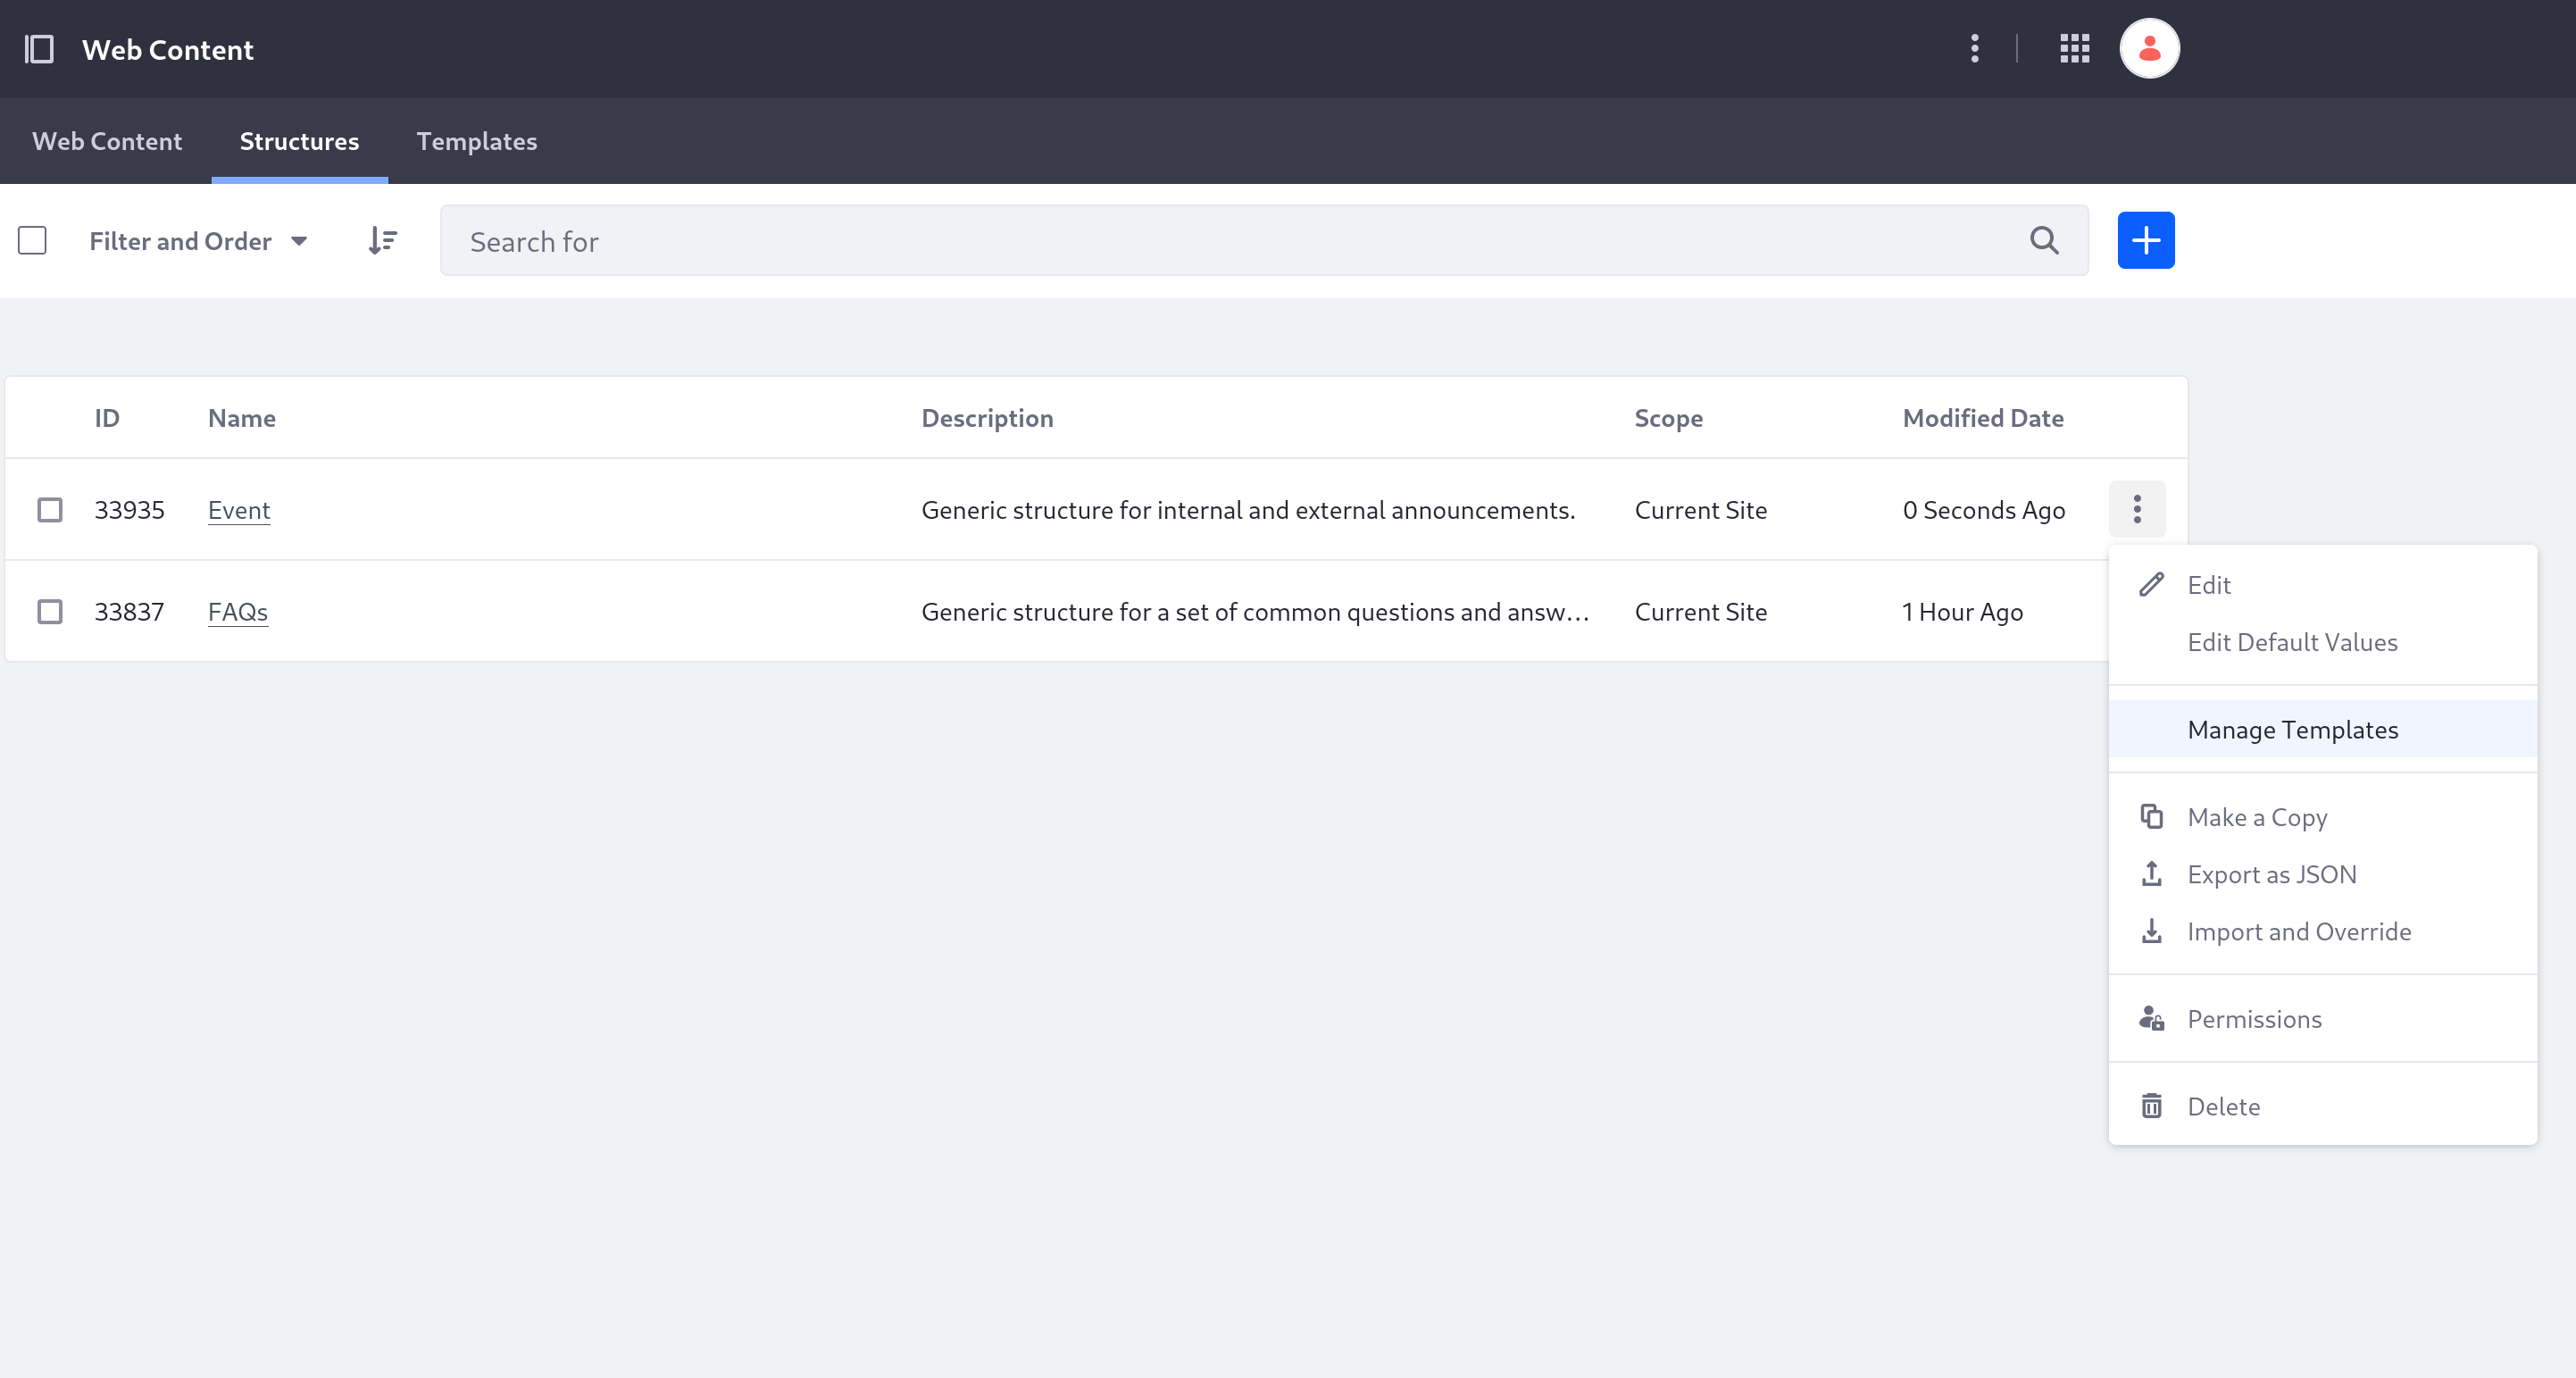 Web Content
Web Content Structures Templates
Filter and Order Search for
ID Name Description Scope Modified Date
33935 Event Generic structure for internal and external announcements. Current Site 0 Seconds Ago
33837 FAQs Generic structure for a set of common questions and answ... Current Site 1 Hour Ago
Edit
Edit Default Values
Manage Templates
Make a Copy
Export as JSON
Import and Override
Permissions
Delete